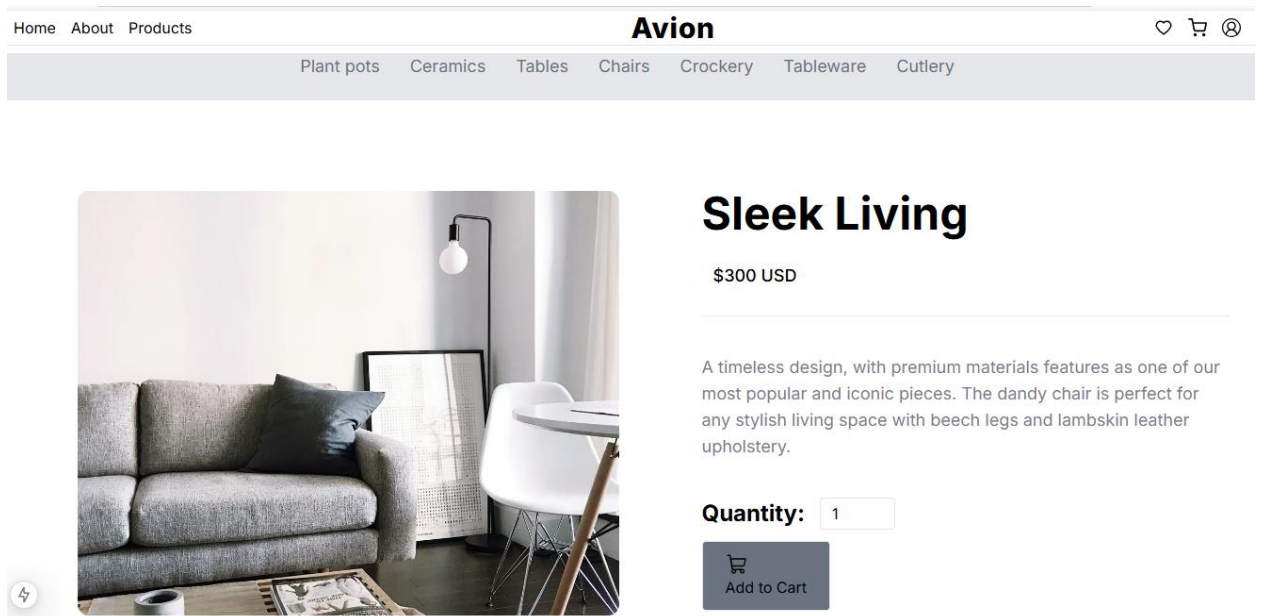 Home About Products Avion
Plant pots Ceramics Tables Chairs Crockery Tableware Cutlery
Sleek Living
$300 USD
A timeless design, with premium materials features as one of our
most popular and iconic pieces. The dandy chair is perfect for
any stylish living space with beech legs and lambskin leather
upholstery.
Quantity: 1
Add to Cart